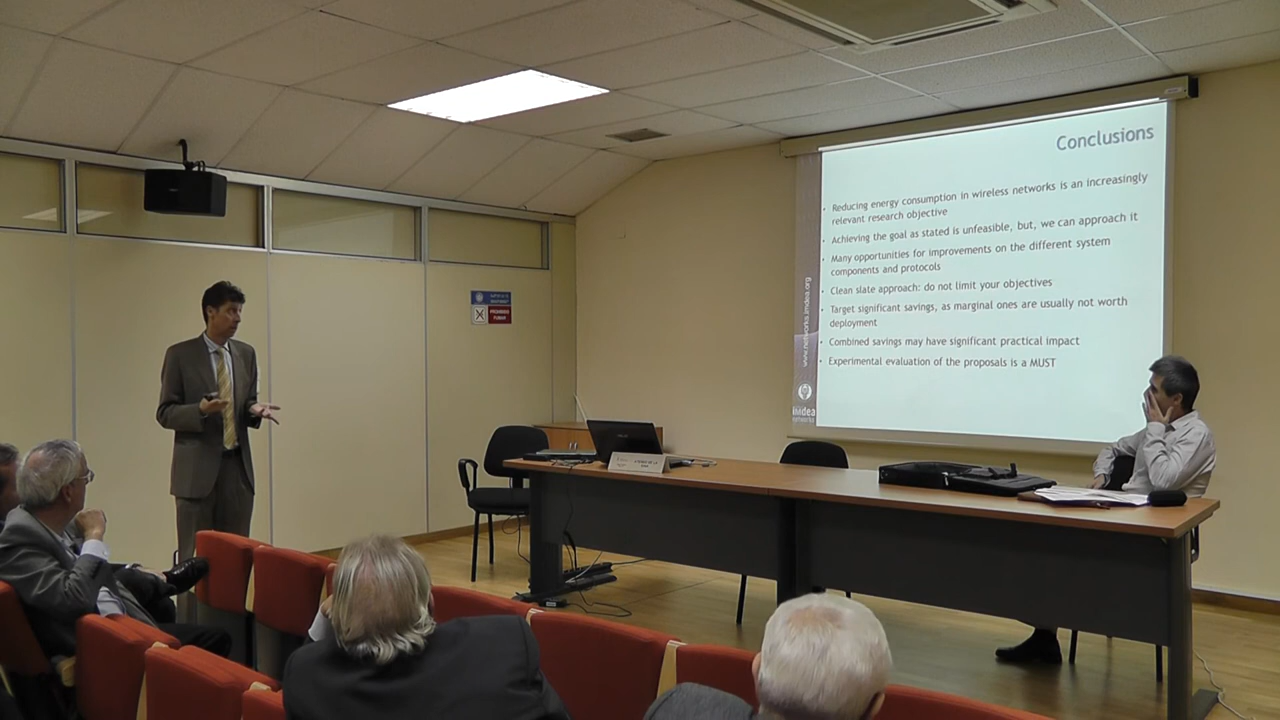 Conclusions
Reducing energy consumption in wireless networks is an increasingly
relevant research objective
Achieving the goal as stated is unfeasible, but, we can approach it
Many opportunities for improvements on the different system
components and protocols
Clean slate approach: do not limit your objectives
Target significant savings, as marginal ones are usually not worth
deployment
Combined savings may have significant practical impact
Experimental evaluation of the proposals is a MUST
www.networks.imdea.org
imdea
networks
PROHIBIDO
FUMAR